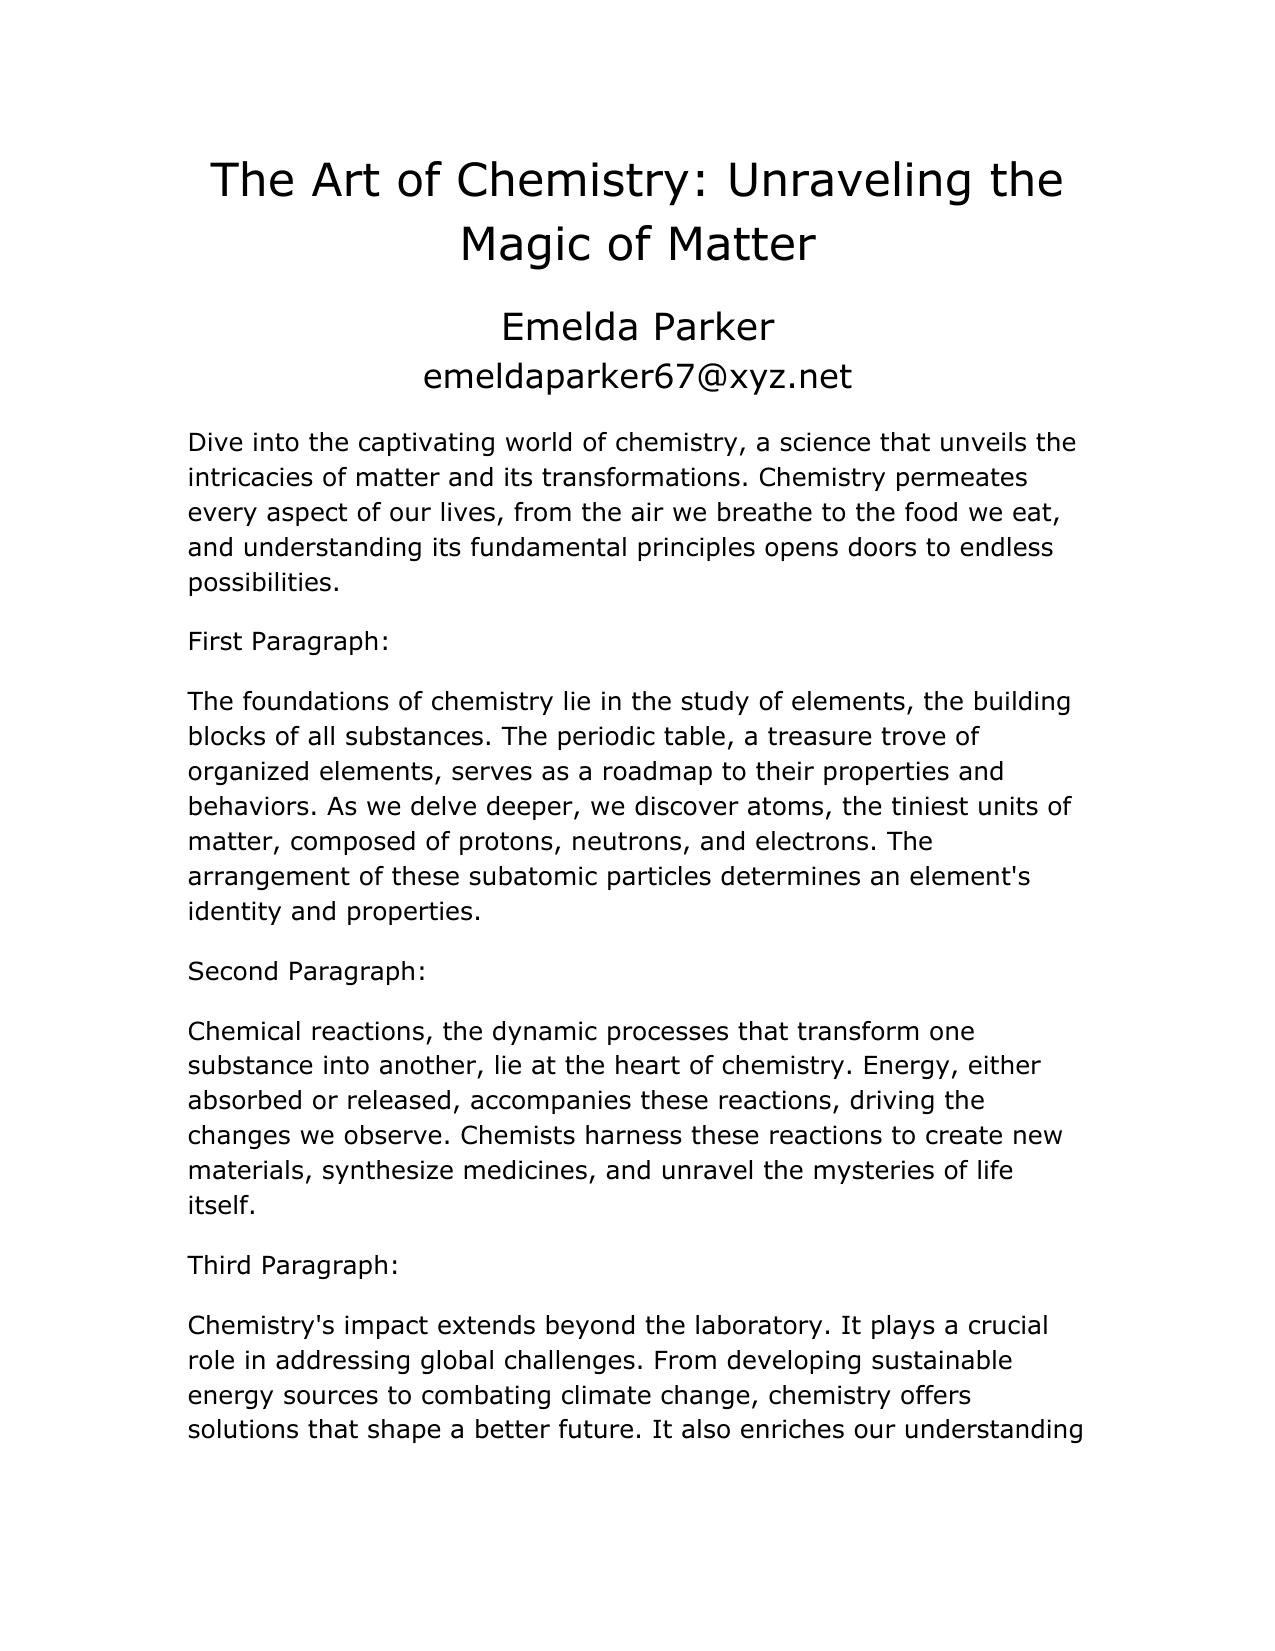 The Art of Chemistry: Unraveling the
Magic of Matter
Emelda Parker
emeldaparker67@xyz.net
Dive into the captivating world of chemistry, a science that unveils the
intricacies of matter and its transformations. Chemistry permeates
every aspect of our lives, from the air we breathe to the food we eat,
and understanding its fundamental principles opens doors to endless
possibilities.
First Paragraph:
The foundations of chemistry lie in the study of elements, the building
blocks of all substances. The periodic table, a treasure trove of
organized elements, serves as a roadmap to their properties and
behaviors. As we delve deeper, we discover atoms, the tiniest units of
matter, composed of protons, neutrons, and electrons. The
arrangement of these subatomic particles determines an element's
identity and properties.
Second Paragraph:
Chemical reactions, the dynamic processes that transform one
substance into another, lie at the heart of chemistry. Energy, either
absorbed or released, accompanies these reactions, driving the
changes we observe. Chemists harness these reactions to create new
materials, synthesize medicines, and unravel the mysteries of life
itself.
Third Paragraph:
Chemistry's impact extends beyond the laboratory. It plays a crucial
role in addressing global challenges. From developing sustainable
energy sources to combating climate change, chemistry offers
solutions that shape a better future. It also enriches our understanding